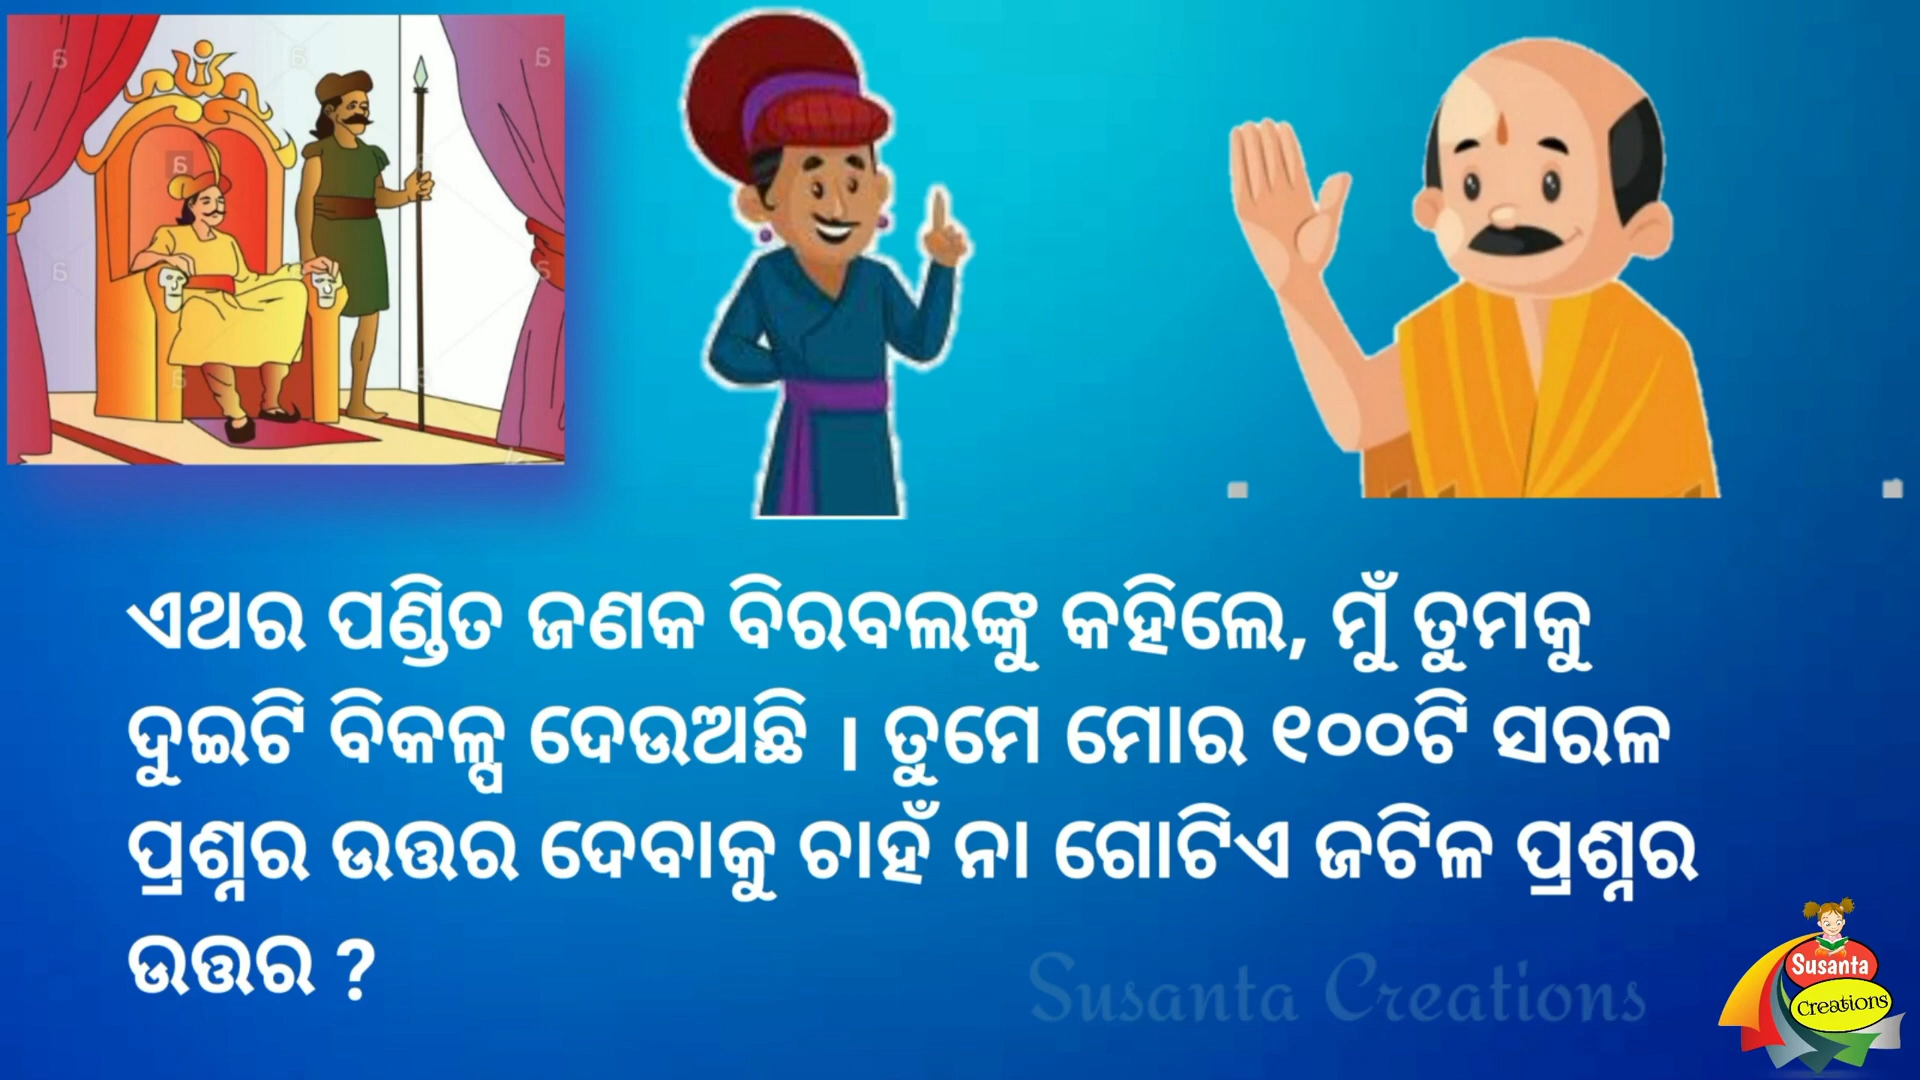 ଏଥର ପଣ୍ଡିତ ଜଣକ ବିରବଲଙ୍କୁ କହିଲେ, ମୁଁ ତୁମକୁ
ଦୁଇଟି ବିକଳ୍ପ ଦେଉଅଛି । ତୁମେ ମୋର ୧୦୦ଟି ସରଳ
ପ୍ରଶ୍ନର ଉତ୍ତର ଦେବାକୁ ଚାହଁ ନା ଗୋଟିଏ ଜଟିଳ ପ୍ରଶ୍ନର
ଉତ୍ତର ?
Susanta Creations
Susanta
Creations